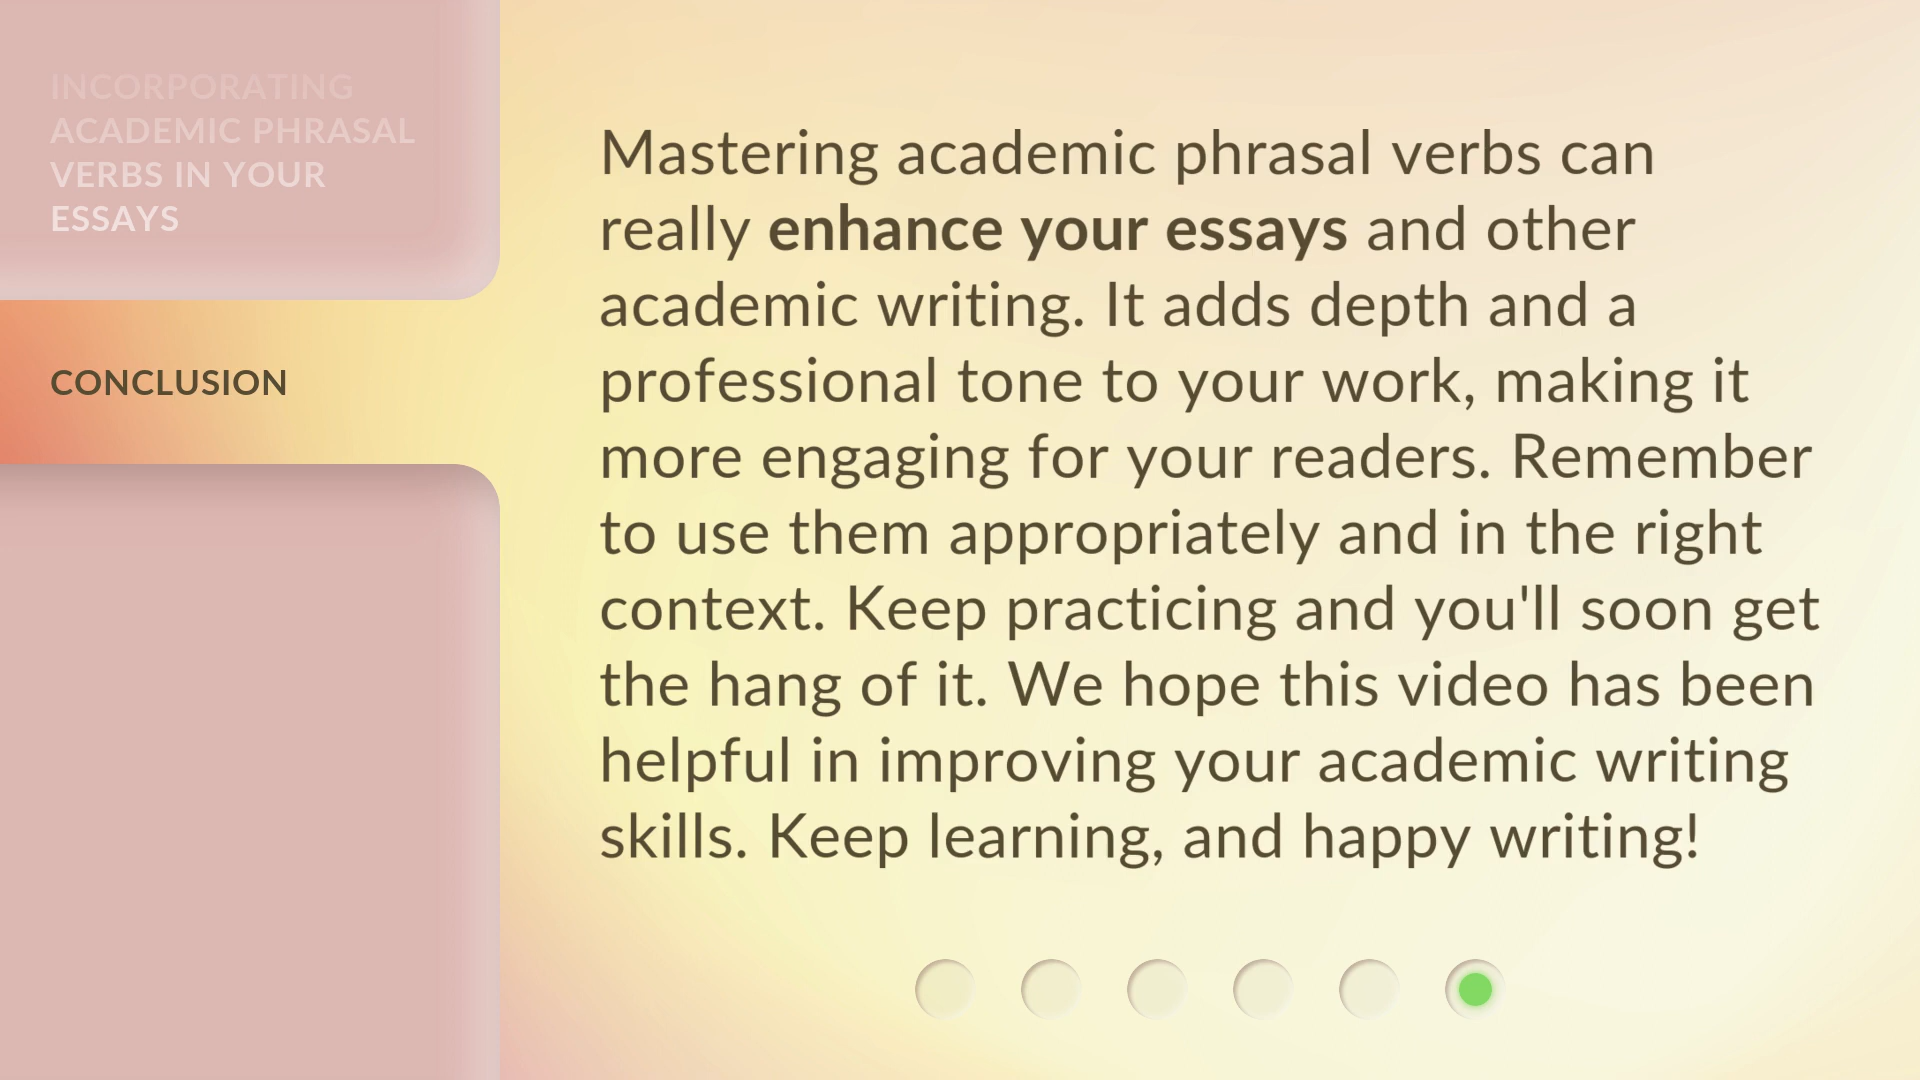 INCORPORATING
ACADEMIC PHRASAL
VERBS IN YOUR
ESSAYS
CONCLUSION
Mastering academic phrasal verbs can
really enhance your essays and other
academic writing. It adds depth and a
professional tone to your work, making it
more engaging for your readers. Remember
to use them appropriately and in the right
context. Keep practicing and you'll soon get
the hang of it. We hope this video has been
helpful in improving your academic writing
skills. Keep learning, and happy writing!